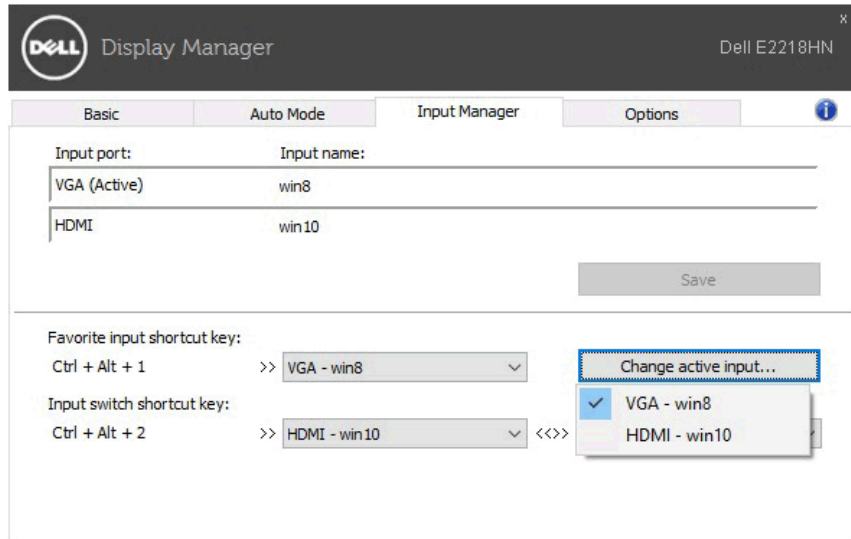 x
DELL Display Manager Dell E2218HN
Basic Auto Mode Input Manager Options i
Input port: Input name:
VGA (Active) win8
HDMI win10
Save
Favorite input shortcut key:
Ctrl + Alt + 1 >> VGA - win8 Change active input...
Input switch shortcut key: VGA - win8
Ctrl + Alt + 2 >> HDMI - win10 <<>> HDMI - win10